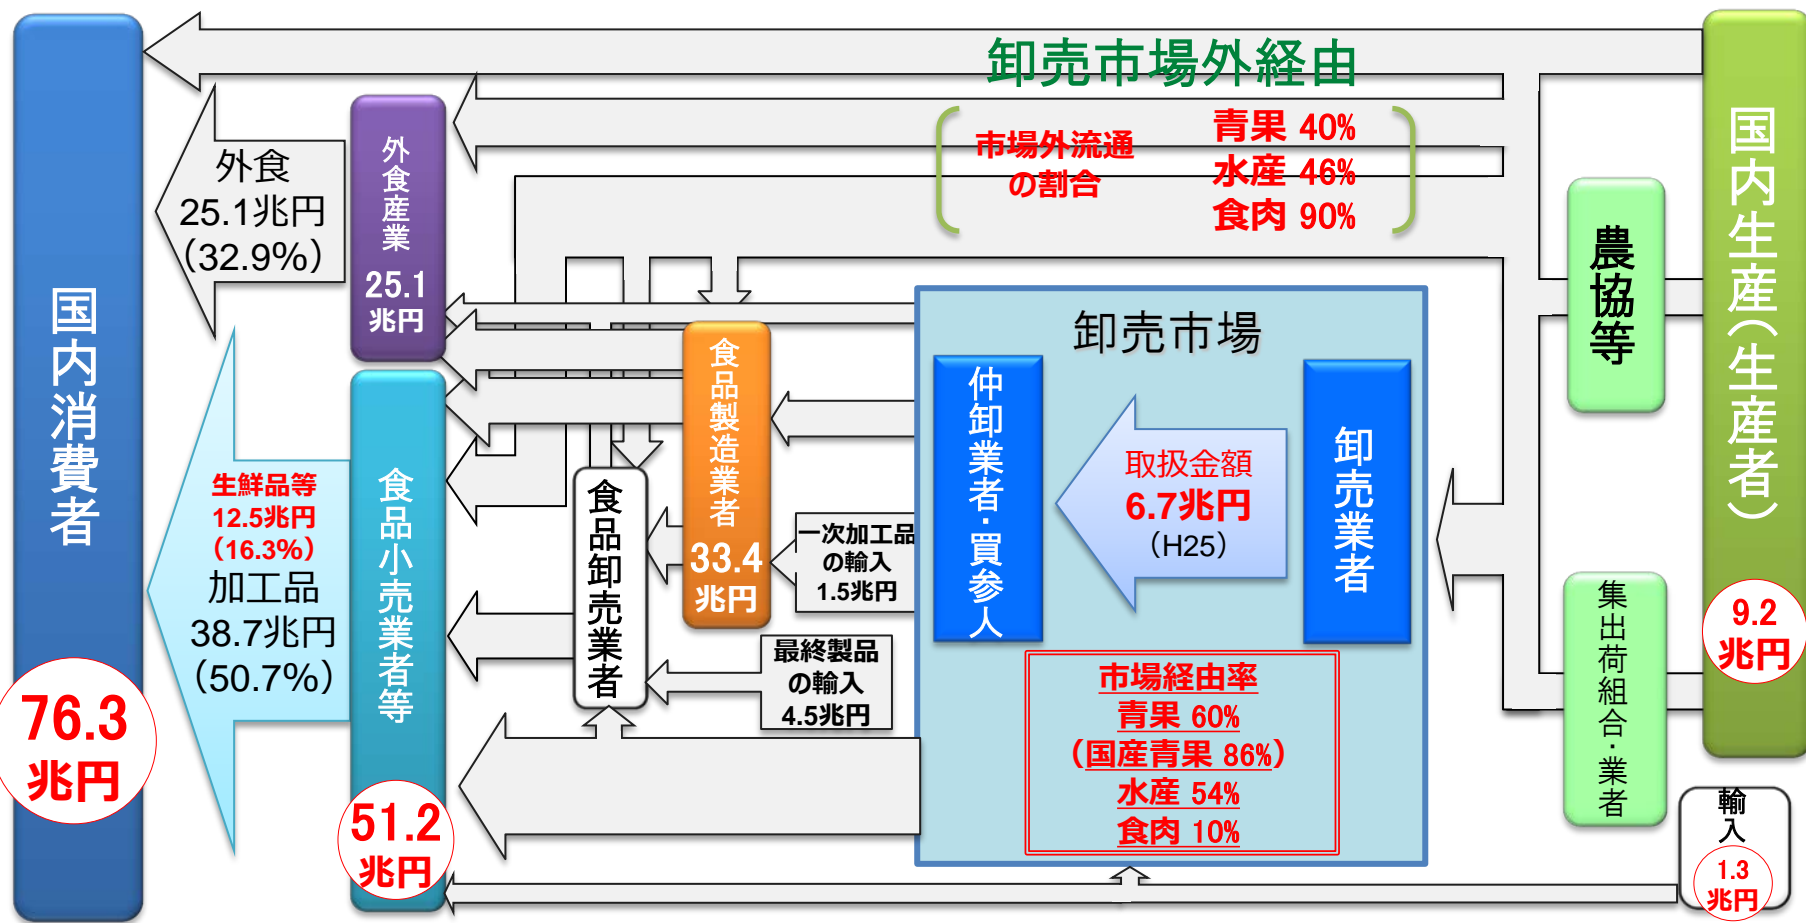 国内消費者
76.3
兆円
外食
25.1兆円
(32.9%)
生鮮品等
12.5兆円
(16.3%)
加工品
38.7兆円
(50.7%)
外食産業
25.1
兆円
食品小売業者等
51.2
兆円
食品卸売業者
食品製造業者
33.4
兆円
一次加工品
の輸入
1.5兆円
最終製品
の輸入
4.5兆円
卸売市場外経由
市場外流通
の割合
青果 40%
水産 46%
食肉 90%
卸売市場
仲卸業者・買参人
取扱金額
6.7兆円
(H25)
卸売業者
市場経由率
青果 60%
(国産青果 86%)
水産 54%
食肉 10%
農協等
集出荷組合・業者
国内生産(生産者)
9.2
兆円
輸入
1.3
兆円